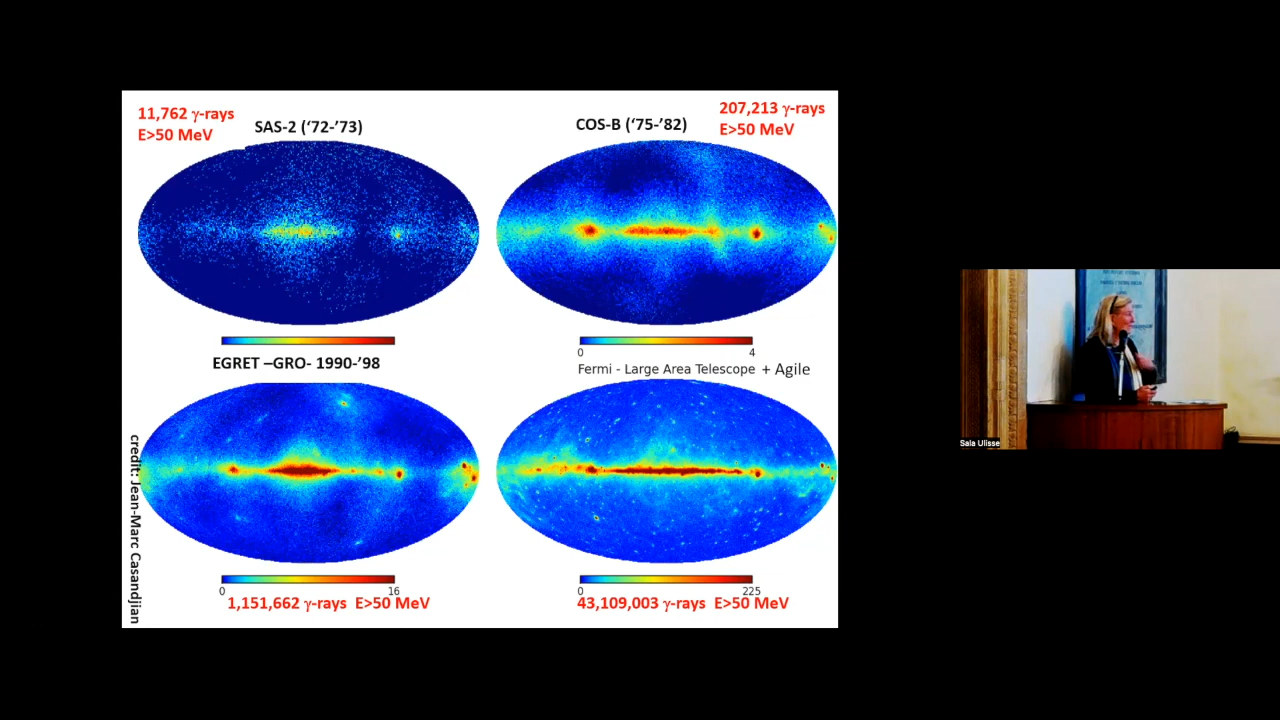 11,762 γ-rays
E>50 MeV
SAS-2 (‘72-’73)
COS-B (‘75-’82)
207,213 γ-rays
E>50 MeV
0 4
EGRET –GRO- 1990-’98
Fermi - Large Area Telescope + Agile
credit: Jean-Marc Casandjian
0 16
1,151,662 γ-rays E>50 MeV
0 225
43,109,003 γ-rays E>50 MeV
Sala Ulisse